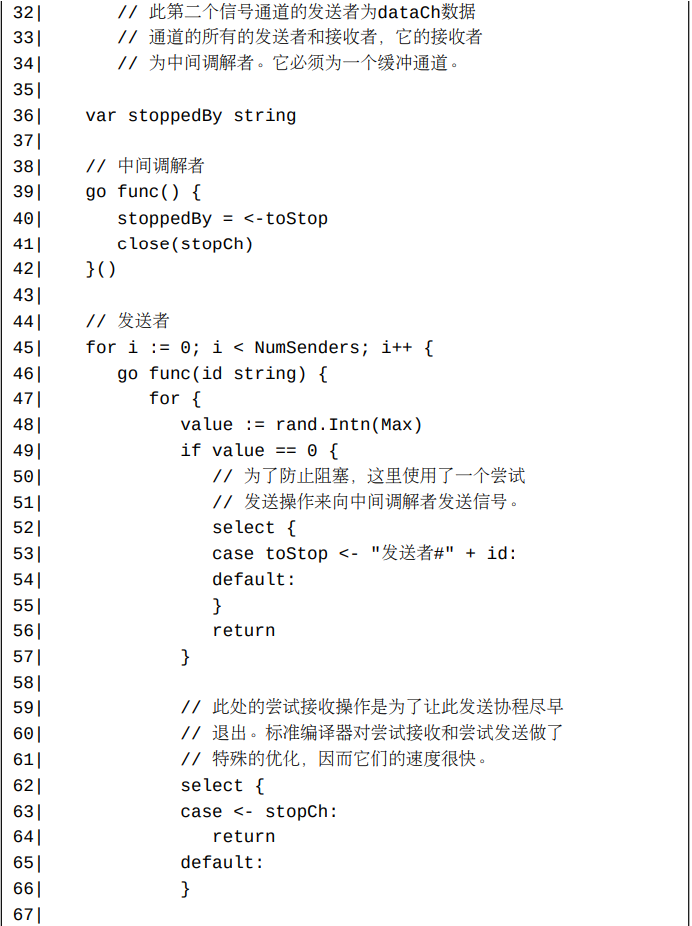 32|       // 此第二个信号通道的发送者为dataCh数据
33|       // 通道的所有的发送者和接收者，它的接收者
34|       // 为中间调解者。它必须为一个缓冲通道。
35|
36|    var stoppedBy string
37|
38|    // 中间调解者
39|    go func() {
40|       stoppedBy = <-toStop
41|       close(stopCh)
42|    }()
43|
44|    // 发送者
45|    for i := 0; i < NumSenders; i++ {
46|       go func(id string) {
47|          for {
48|             value := rand.Intn(Max)
49|             if value == 0 {
50|                // 为了防止阻塞，这里使用了一个尝试
51|                // 发送操作来向中间调解者发送信号。
52|                select {
53|                case toStop <- "发送者#" + id:
54|                default:
55|                }
56|                return
57|             }
58|
59|             // 此处的尝试接收操作是为了让此发送协程尽早
60|             // 退出。标准编译器对尝试接收和尝试发送做了
61|             // 特殊的优化，因而它们的速度很快。
62|             select {
63|             case <- stopCh:
64|                return
65|             default:
66|             }
67|